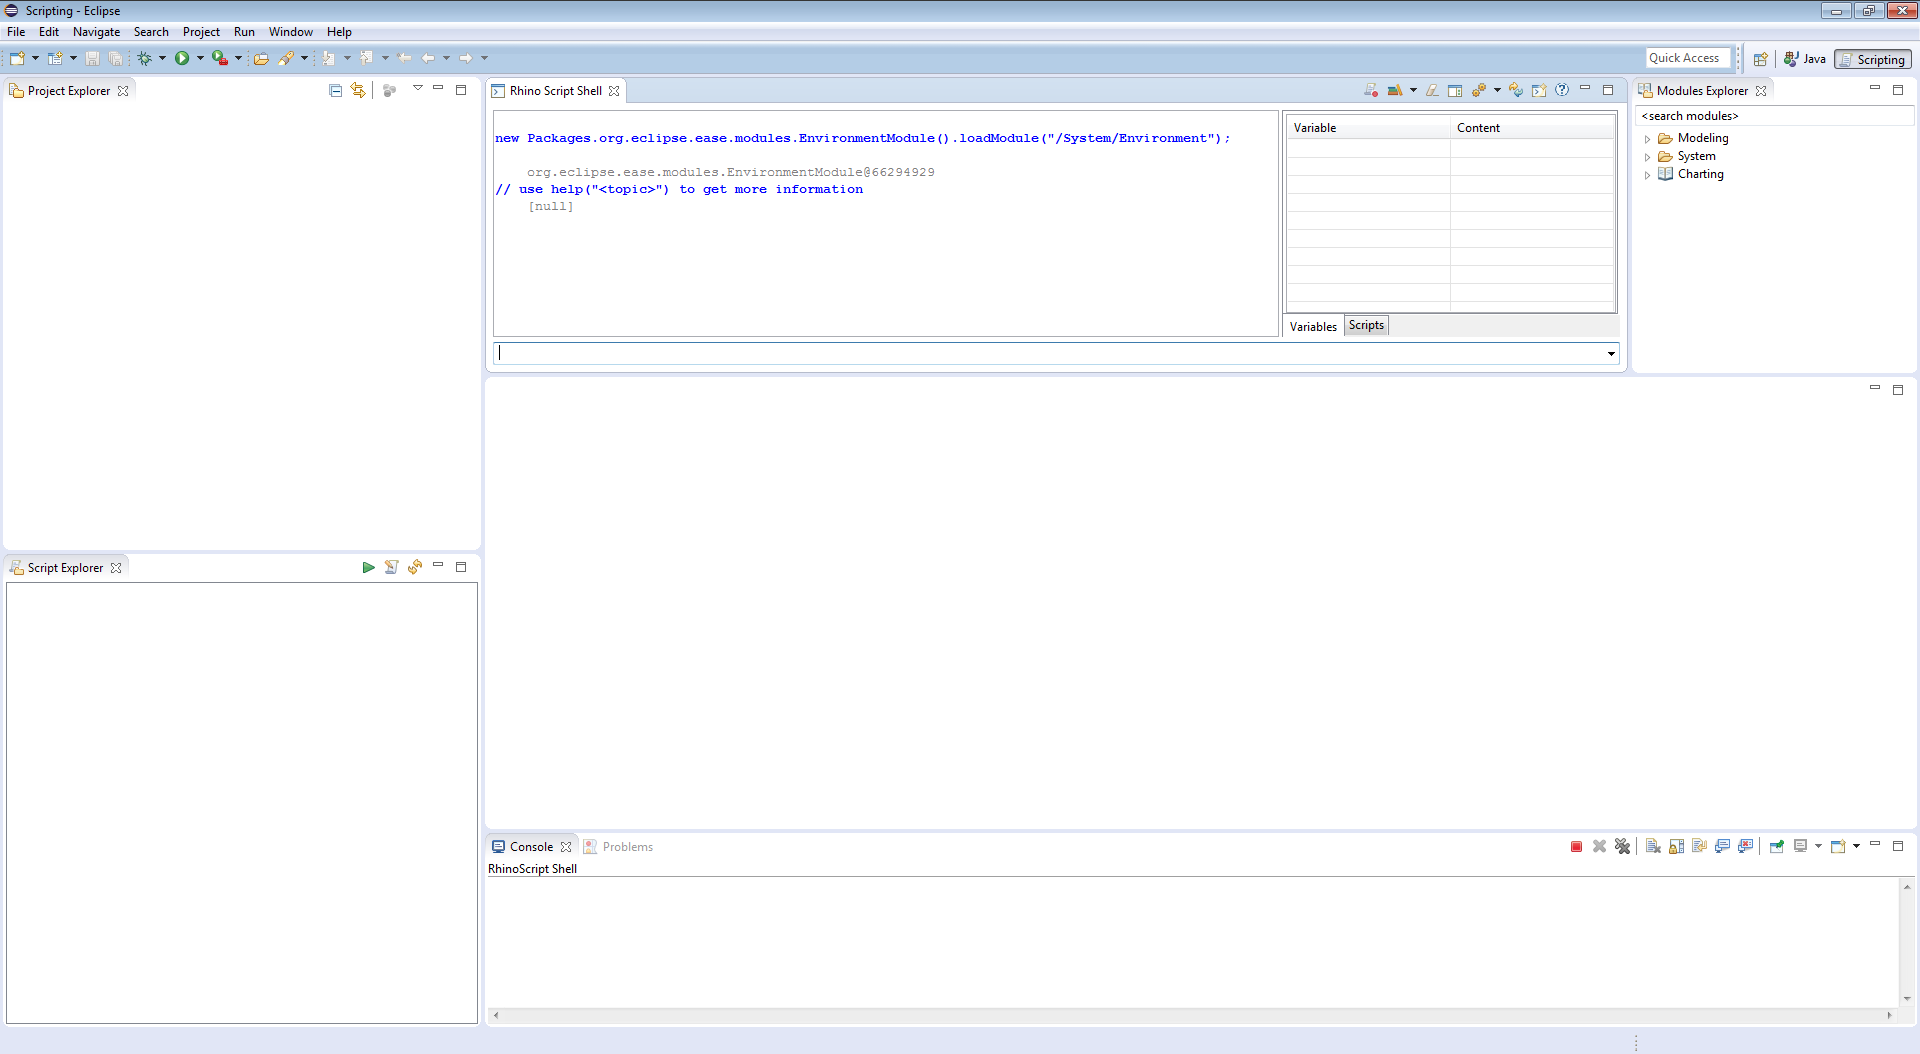 Scripting - Eclipse
File Edit Navigate Search Project Run Window Help
Quick Access
Java
Scripting
Project Explorer
Rhino Script Shell
new Packages.org.eclipse.ease.modules.EnvironmentModule().loadModule("/System/Environment");
org.eclipse.ease.modules.EnvironmentModule@66294929
// use help("<topic>") to get more information
[null]
Variable Content
Variables Scripts
Modules Explorer
<search modules>
Modeling
System
Charting
Script Explorer
Console Problems
RhinoScript Shell